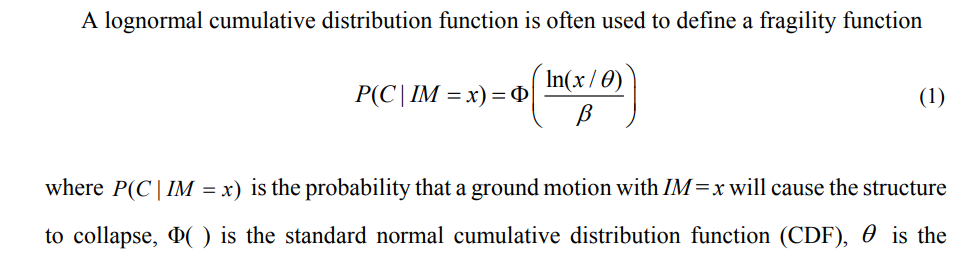 A lognormal cumulative distribution function is often used to define a fragility function
P(C | IM = x) = Φ( ln(x / θ) / β ) (1)
where P(C | IM = x) is the probability that a ground motion with IM = x will cause the structure
to collapse, Φ( ) is the standard normal cumulative distribution function (CDF), θ is the